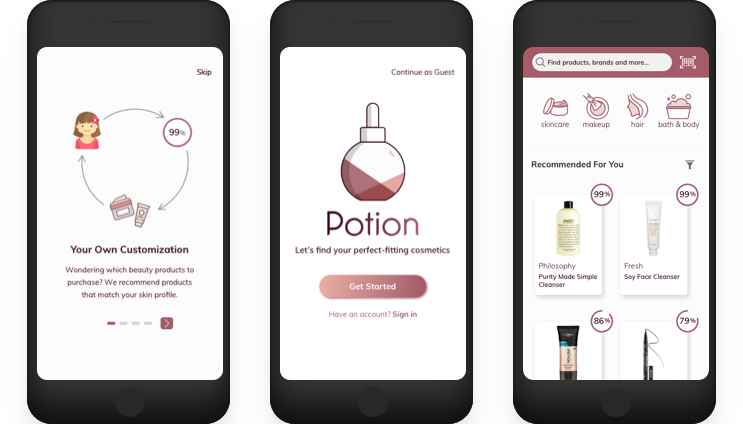 Skip
99%
Your Own Customization
Wondering which beauty products to
purchase? We recommend products
that match your skin profile.
Continue as Guest
Potion
Let's find your perfect-fitting cosmetics
Get Started
Have an account? Sign in
Find products, brands and more...
skincare makeup hair bath & body
Recommended For You
99% 99%
Philosophy
Purity Made Simple
Cleanser
Fresh
Soy Face Cleanser
86% 79%